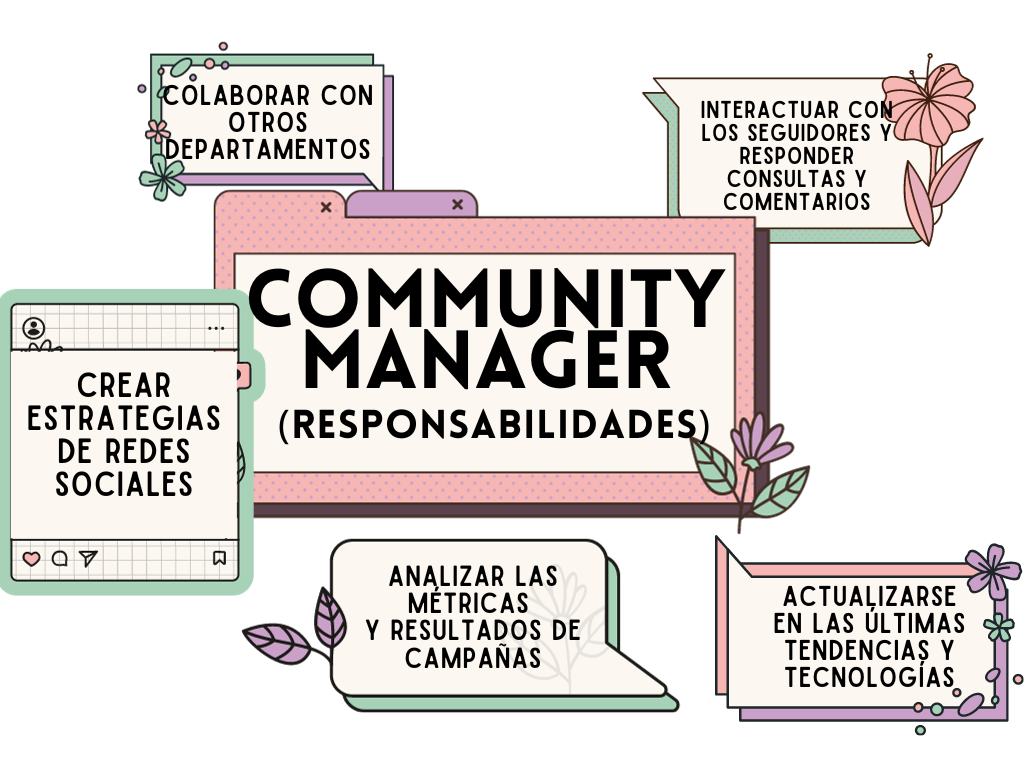 COLABORAR CON
OTROS
DEPARTAMENTOS
INTERACTUAR CON
LOS SEGUIDORES Y
RESPONDER
CONSULTAS Y
COMENTARIOS
COMMUNITY
MANAGER
(RESPONSABILIDADES)
CREAR
ESTRATEGIAS
DE REDES
SOCIALES
ANALIZAR LAS
MÉTRICAS
Y RESULTADOS DE
CAMPAÑAS
ACTUALIZARSE
EN LAS ÚLTIMAS
TENDENCIAS Y
TECNOLOGÍAS